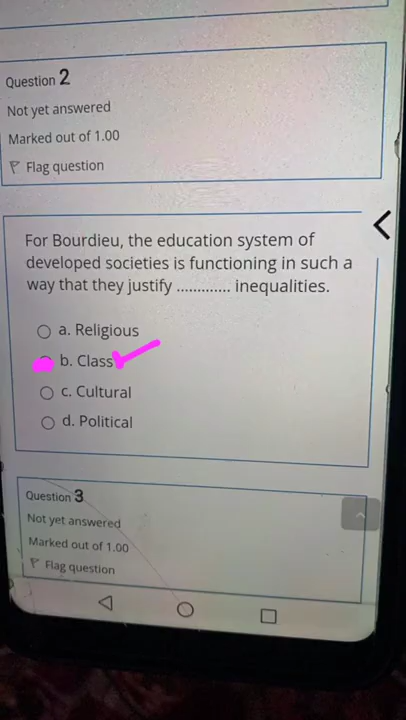 Question 2
Not yet answered
Marked out of 1.00
Flag question
For Bourdieu, the education system of
developed societies is functioning in such a
way that they justify ............. inequalities.
a. Religious
b. Class
c. Cultural
d. Political
Question 3
Not yet answered
Marked out of 1.00
Flag question